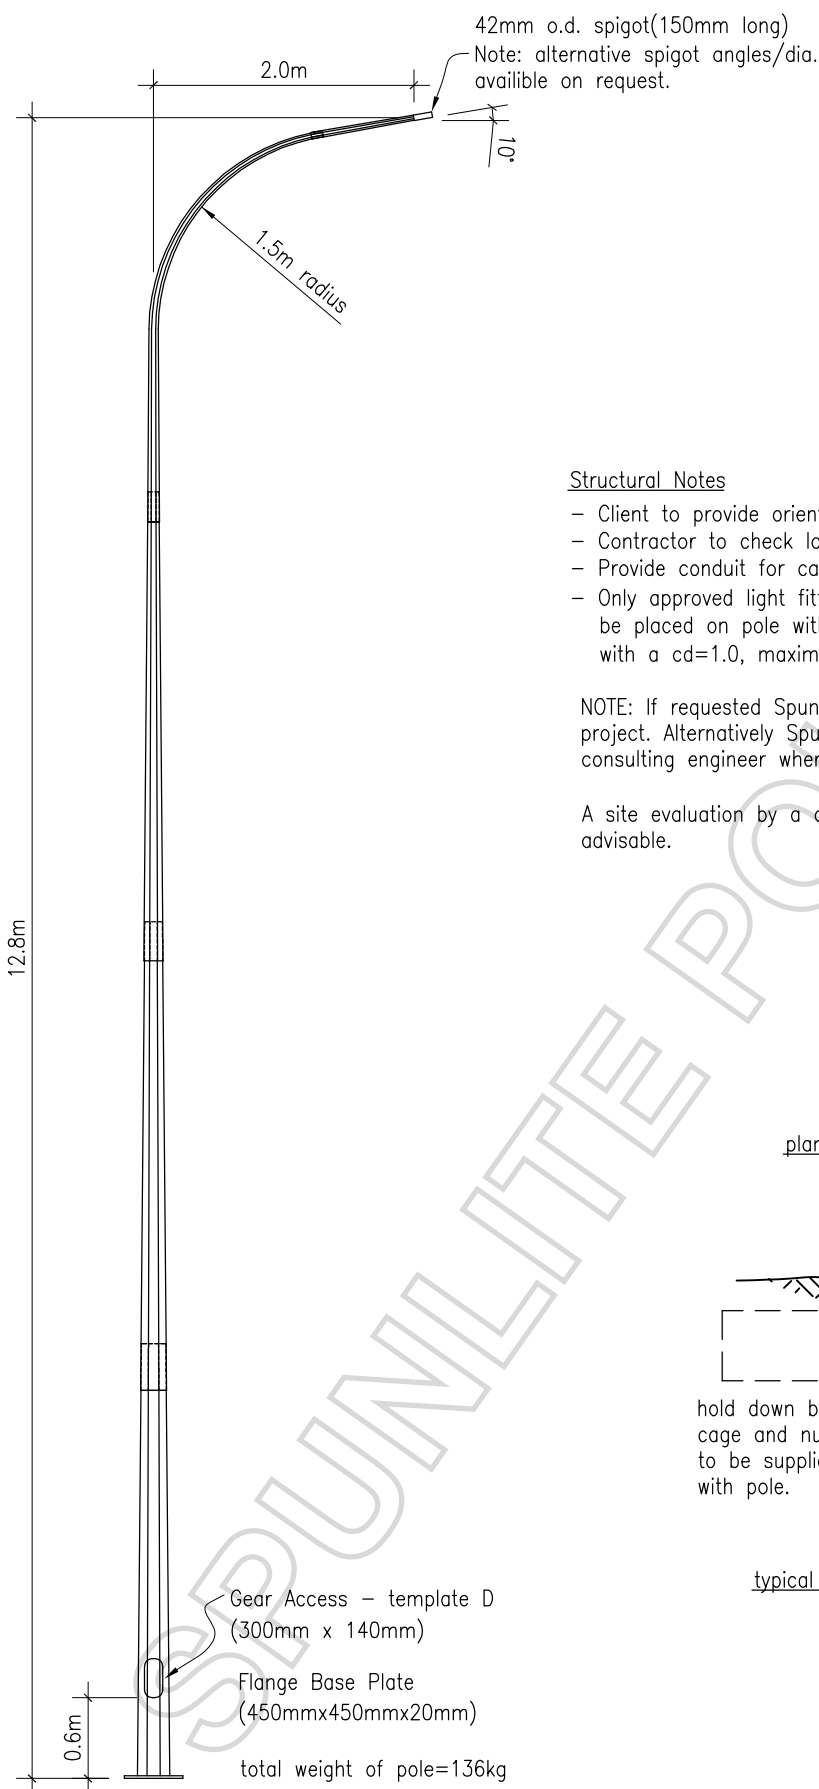 42mm o.d. spigot(150mm long)
Note: alternative spigot angles/dia.
availible on request.
2.0m
10°
1.5m radius
Structural Notes
- Client to provide orient
- Contractor to check lo
- Provide conduit for ca
- Only approved light fit
be placed on pole wit
with a cd=1.0, maxim
NOTE: If requested Spun
project. Alternatively Spu
consulting engineer wher
A site evaluation by a
advisable.
12.8m
plan
hold down b
cage and nu
to be supplie
with pole.
typical
Gear Access - template D
(300mm x 140mm)
Flange Base Plate
(450mmx450mmx20mm)
0.6m
total weight of pole=136kg
SPUNLITE PO